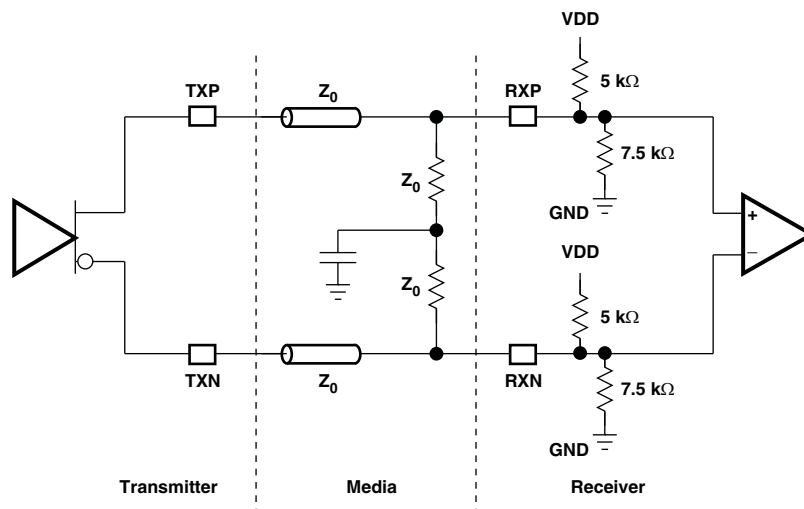 VDD
5 kΩ
TXP
Z0
RXP
7.5 kΩ
Z0
GND
+
VDD
−
Z0
5 kΩ
TXN
Z0
RXN
7.5 kΩ
GND
Transmitter
Media
Receiver